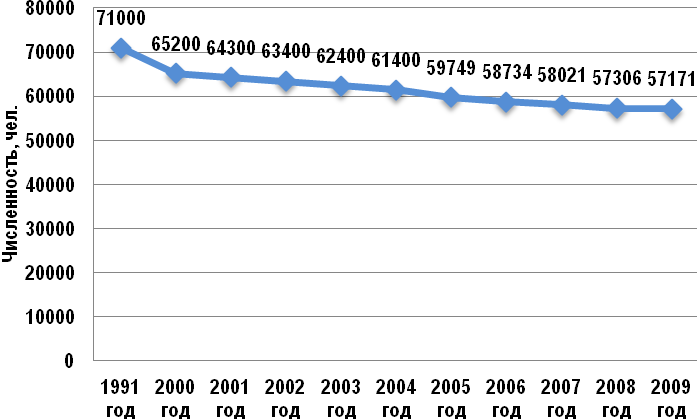 80000
70000
60000
50000
40000
30000
20000
10000
0
Численность, чел.
71000
65200
64300
63400
62400
61400
59749
58734
58021
57306
57171
1991 год
2000 год
2001 год
2002 год
2003 год
2004 год
2005 год
2006 год
2007 год
2008 год
2009 год